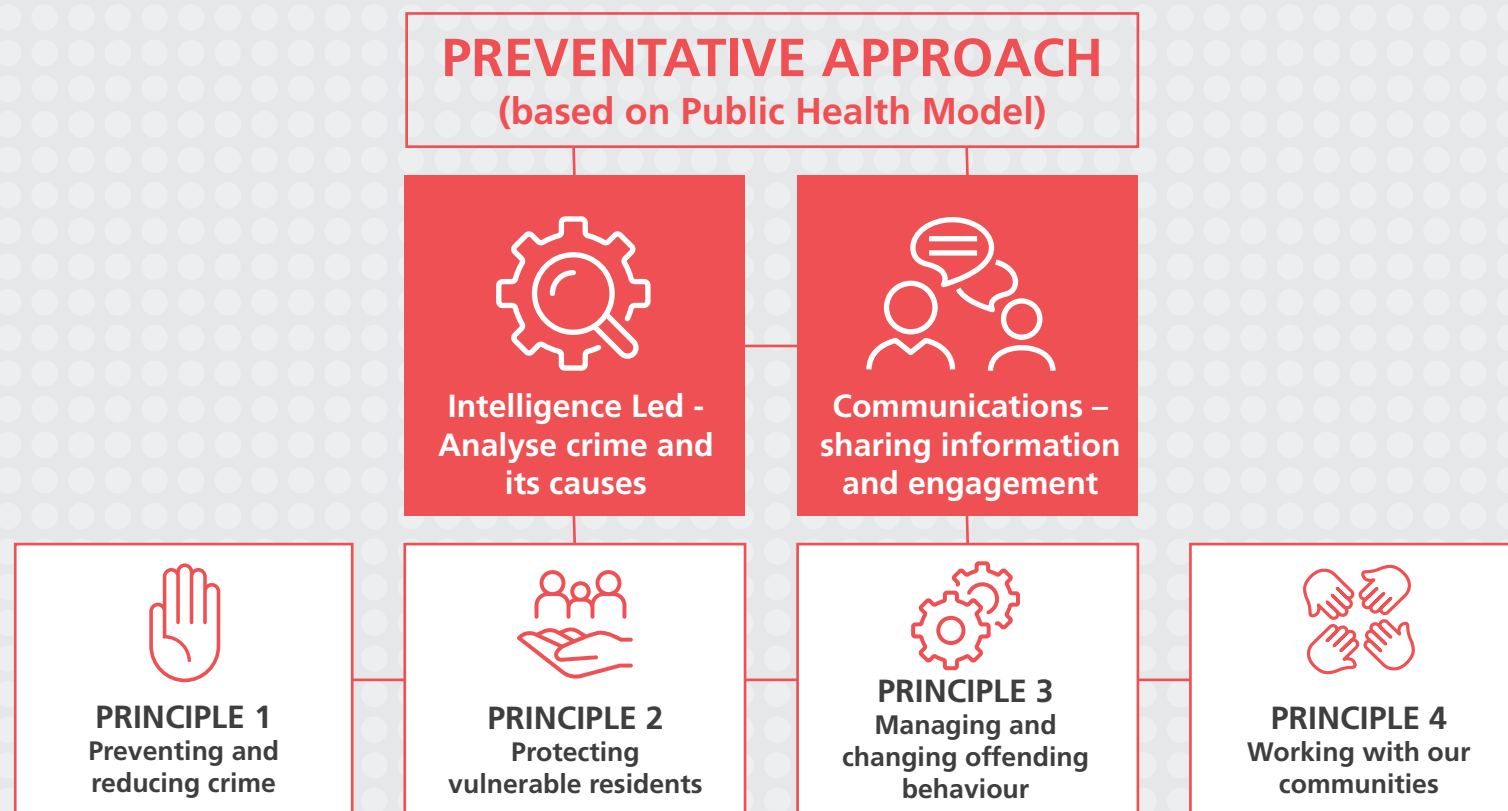 PREVENTATIVE APPROACH
(based on Public Health Model)
Intelligence Led -
Analyse crime and
its causes
Communications –
sharing information
and engagement
PRINCIPLE 1
Preventing and
reducing crime
PRINCIPLE 2
Protecting
vulnerable residents
PRINCIPLE 3
Managing and
changing offending
behaviour
PRINCIPLE 4
Working with our
communities